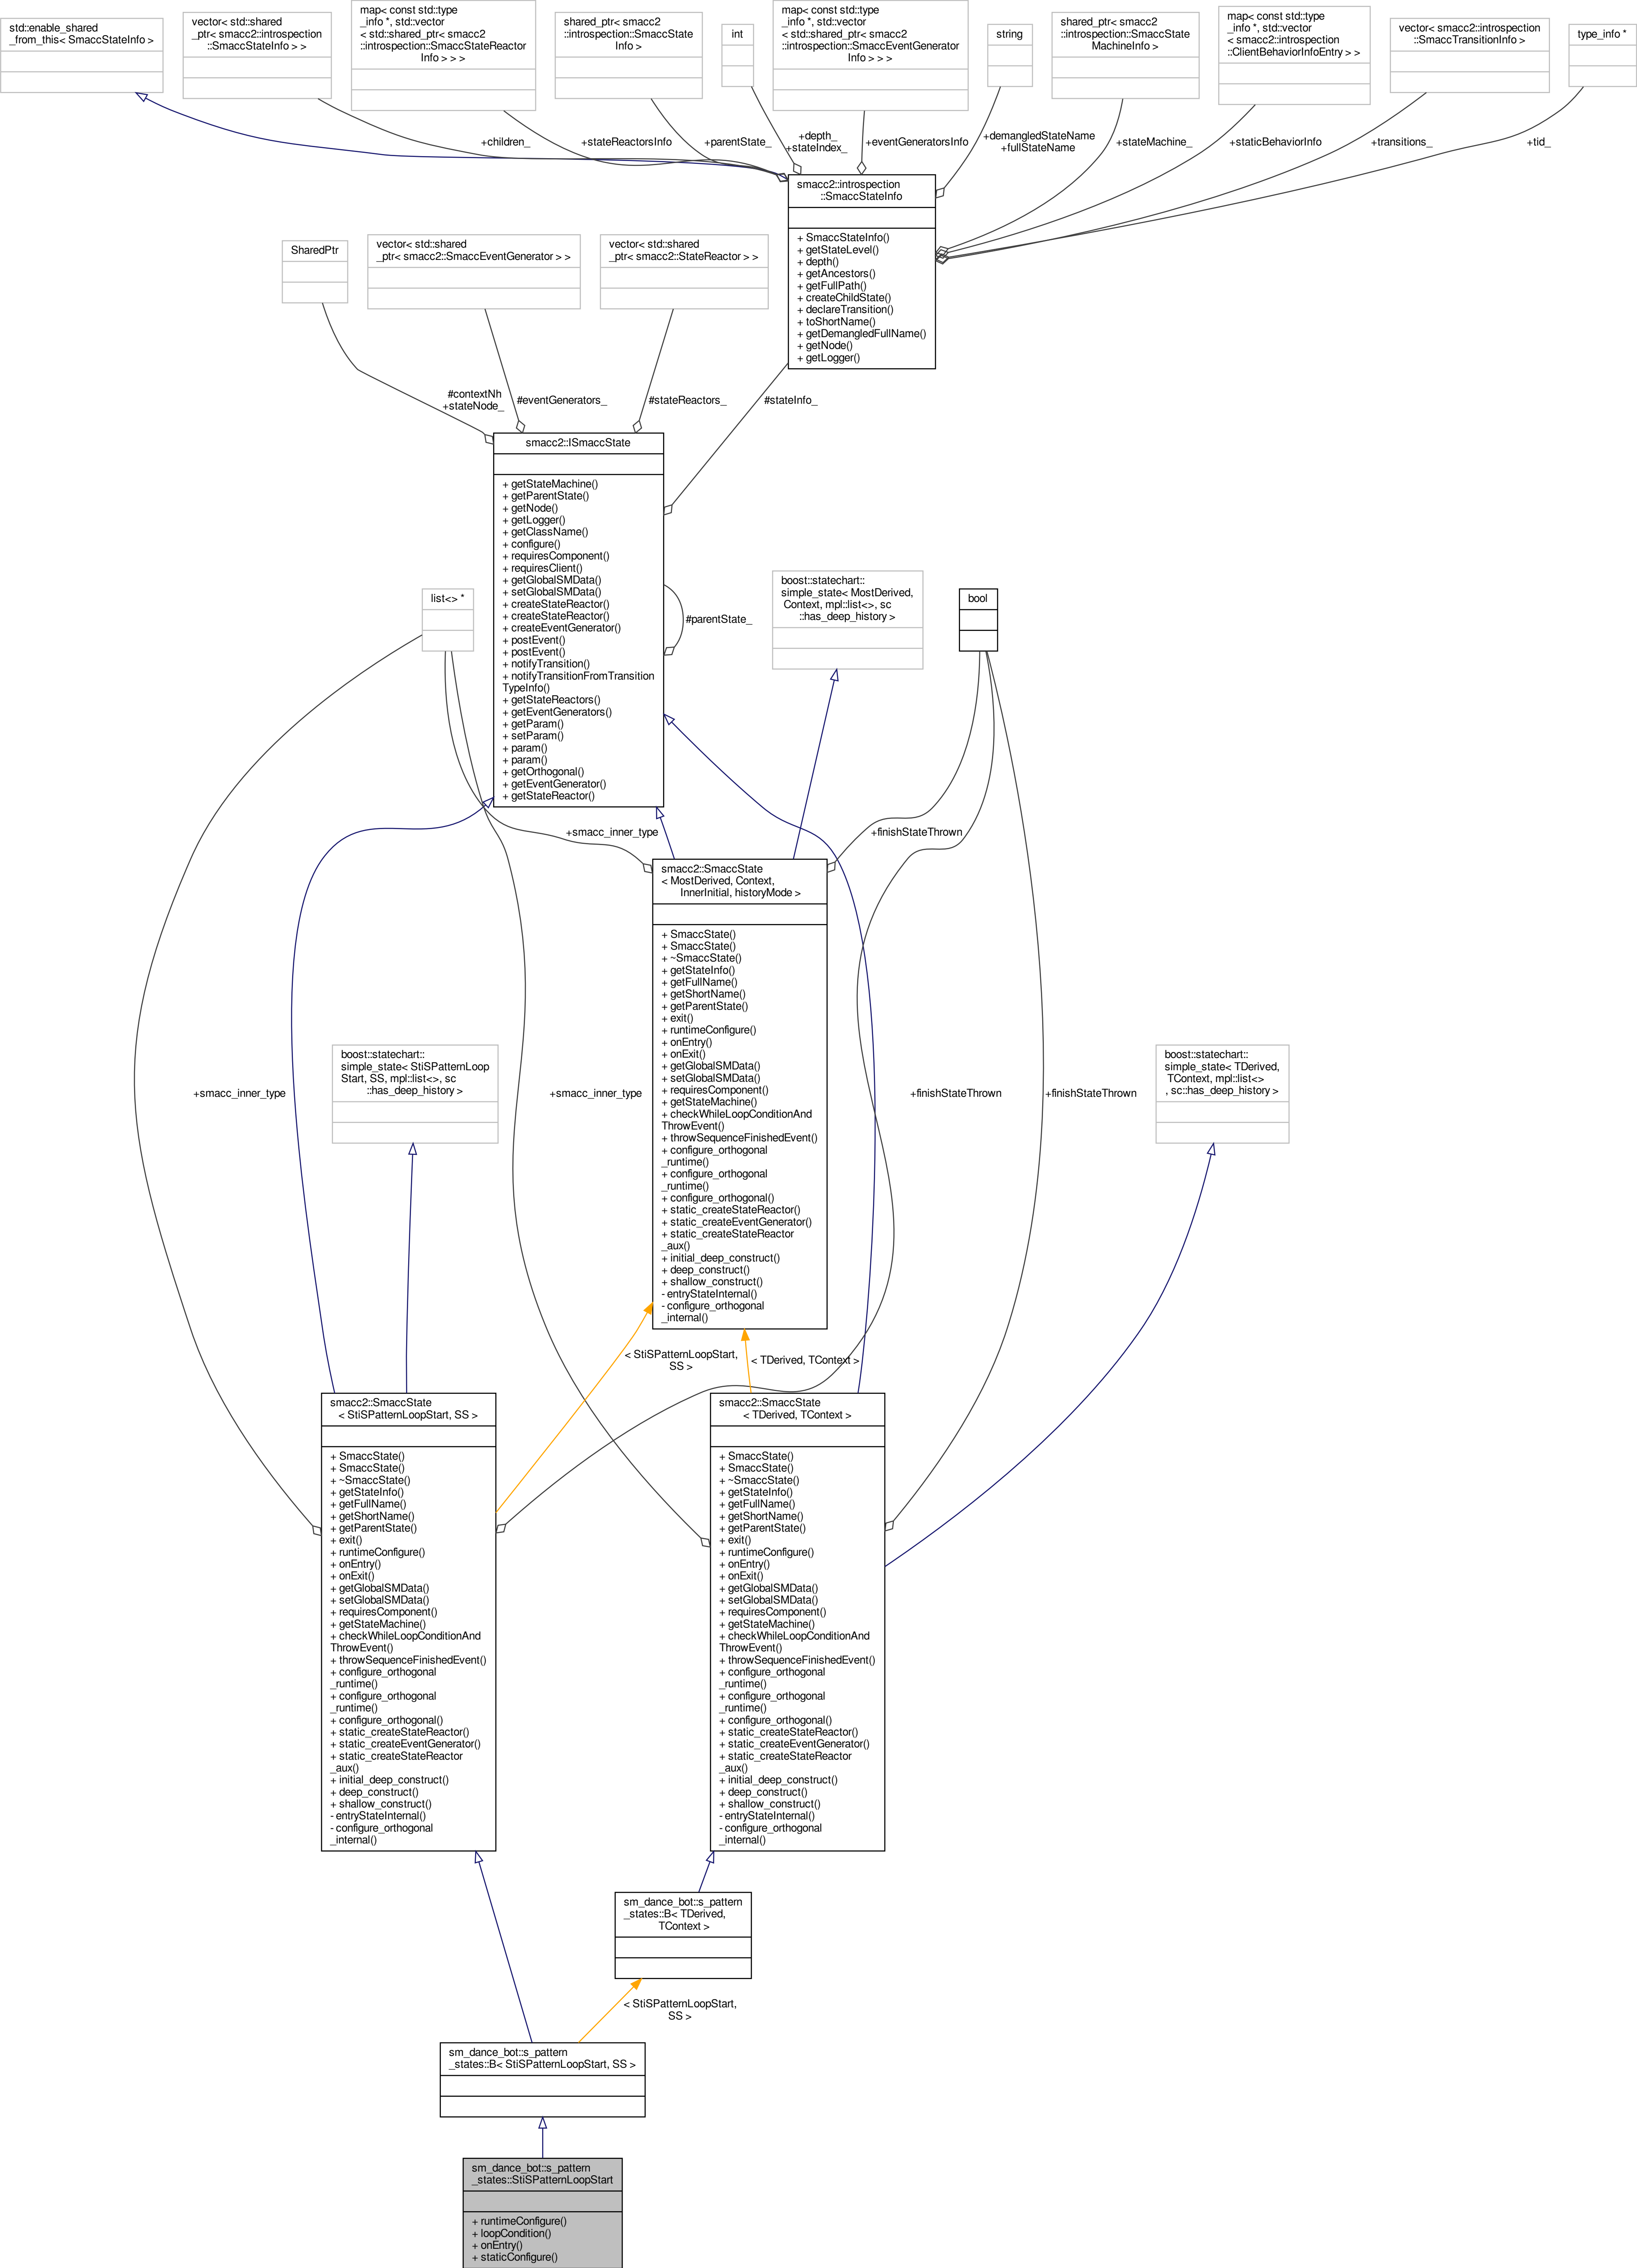 std::enable_shared
_from_this< SmaccStateInfo >
vector< std::shared
_ptr< smacc2::introspection
::SmaccStateInfo > >
map< const std::type
_info *, std::vector
< std::shared_ptr< smacc2
::introspection::SmaccStateReactor
Info > > >
shared_ptr< smacc2
::introspection::SmaccState
Info >
int
map< const std::type
_info *, std::vector
< std::shared_ptr< smacc2
::introspection::SmaccEventGenerator
Info > > >
string
shared_ptr< smacc2
::introspection::SmaccState
MachineInfo >
map< const std::type
_info *, std::vector
< smacc2::introspection
::ClientBehaviorInfoEntry > >
vector< smacc2::introspection
::SmaccTransitionInfo >
type_info *
+children_
+stateReactorsInfo
+parentState_
+depth_
+stateIndex_
+eventGeneratorsInfo
+demangledStateName
+fullStateName
+stateMachine_
+staticBehaviorInfo
+transitions_
+tid_
smacc2::introspection
::SmaccStateInfo
+ SmaccStateInfo()
+ getStateLevel()
+ depth()
+ getAncestors()
+ getFullPath()
+ createChildState()
+ declareTransition()
+ toShortName()
+ getDemangledFullName()
+ getNode()
+ getLogger()
SharedPtr
vector< std::shared
_ptr< smacc2::SmaccEventGenerator > >
vector< std::shared
_ptr< smacc2::StateReactor > >
#contextNh
+stateNode_
#eventGenerators_
#stateReactors_
#stateInfo_
smacc2::ISmaccState
+ getStateMachine()
+ getParentState()
+ getNode()
+ getLogger()
+ getClassName()
+ configure()
+ requiresComponent()
+ requiresClient()
+ getGlobalSMData()
+ setGlobalSMData()
+ createStateReactor()
+ createStateReactor()
+ createEventGenerator()
+ postEvent()
+ postEvent()
+ notifyTransition()
+ notifyTransitionFromTransition
TypeInfo()
+ getStateReactors()
+ getEventGenerators()
+ getParam()
+ setParam()
+ param()
+ param()
+ getOrthogonal()
+ getEventGenerator()
+ getStateReactor()
#parentState_
list<> *
boost::statechart::
simple_state< MostDerived,
Context, mpl::list<>, sc
::has_deep_history >
bool
+smacc_inner_type
+finishStateThrown
smacc2::SmaccState
< MostDerived, Context,
InnerInitial, historyMode >
+ SmaccState()
+ SmaccState()
+ ~SmaccState()
+ getStateInfo()
+ getFullName()
+ getShortName()
+ getParentState()
+ exit()
+ runtimeConfigure()
+ onEntry()
+ onExit()
+ getGlobalSMData()
+ setGlobalSMData()
+ requiresComponent()
+ getStateMachine()
+ checkWhileLoopConditionAnd
ThrowEvent()
+ throwSequenceFinishedEvent()
+ configure_orthogonal
_runtime()
+ configure_orthogonal
_runtime()
+ configure_orthogonal()
+ static_createStateReactor()
+ static_createEventGenerator()
+ static_createStateReactor
_aux()
+ initial_deep_construct()
+ deep_construct()
+ shallow_construct()
- entryStateInternal()
- configure_orthogonal
_internal()
boost::statechart::
simple_state< StiSPatternLoop
Start, SS, mpl::list<>, sc
::has_deep_history >
boost::statechart::
simple_state< TDerived,
TContext, mpl::list<>
, sc::has_deep_history >
+smacc_inner_type
+smacc_inner_type
+finishStateThrown
+finishStateThrown
< StiSPatternLoopStart,
SS >
< TDerived, TContext >
smacc2::SmaccState
< StiSPatternLoopStart, SS >
+ SmaccState()
+ SmaccState()
+ ~SmaccState()
+ getStateInfo()
+ getFullName()
+ getShortName()
+ getParentState()
+ exit()
+ runtimeConfigure()
+ onEntry()
+ onExit()
+ getGlobalSMData()
+ setGlobalSMData()
+ requiresComponent()
+ getStateMachine()
+ checkWhileLoopConditionAnd
ThrowEvent()
+ throwSequenceFinishedEvent()
+ configure_orthogonal
_runtime()
+ configure_orthogonal
_runtime()
+ configure_orthogonal()
+ static_createStateReactor()
+ static_createEventGenerator()
+ static_createStateReactor
_aux()
+ initial_deep_construct()
+ deep_construct()
+ shallow_construct()
- entryStateInternal()
- configure_orthogonal
_internal()
smacc2::SmaccState
< TDerived, TContext >
+ SmaccState()
+ SmaccState()
+ ~SmaccState()
+ getStateInfo()
+ getFullName()
+ getShortName()
+ getParentState()
+ exit()
+ runtimeConfigure()
+ onEntry()
+ onExit()
+ getGlobalSMData()
+ setGlobalSMData()
+ requiresComponent()
+ getStateMachine()
+ checkWhileLoopConditionAnd
ThrowEvent()
+ throwSequenceFinishedEvent()
+ configure_orthogonal
_runtime()
+ configure_orthogonal
_runtime()
+ configure_orthogonal()
+ static_createStateReactor()
+ static_createEventGenerator()
+ static_createStateReactor
_aux()
+ initial_deep_construct()
+ deep_construct()
+ shallow_construct()
- entryStateInternal()
- configure_orthogonal
_internal()
sm_dance_bot::s_pattern
_states::B< TDerived,
TContext >
< StiSPatternLoopStart,
SS >
sm_dance_bot::s_pattern
_states::B< StiSPatternLoopStart, SS >
sm_dance_bot::s_pattern
_states::StiSPatternLoopStart
+ runtimeConfigure()
+ loopCondition()
+ onEntry()
+ staticConfigure()